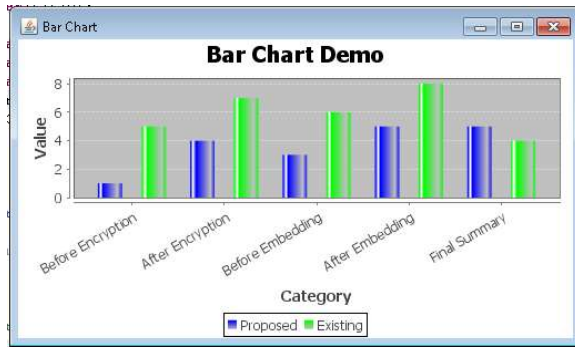 Bar Chart
Bar Chart Demo
Value
8
6
4
2
0
Before Encryption
After Encryption
Before Embedding
After Embedding
Final Summary
Category
Proposed
Existing